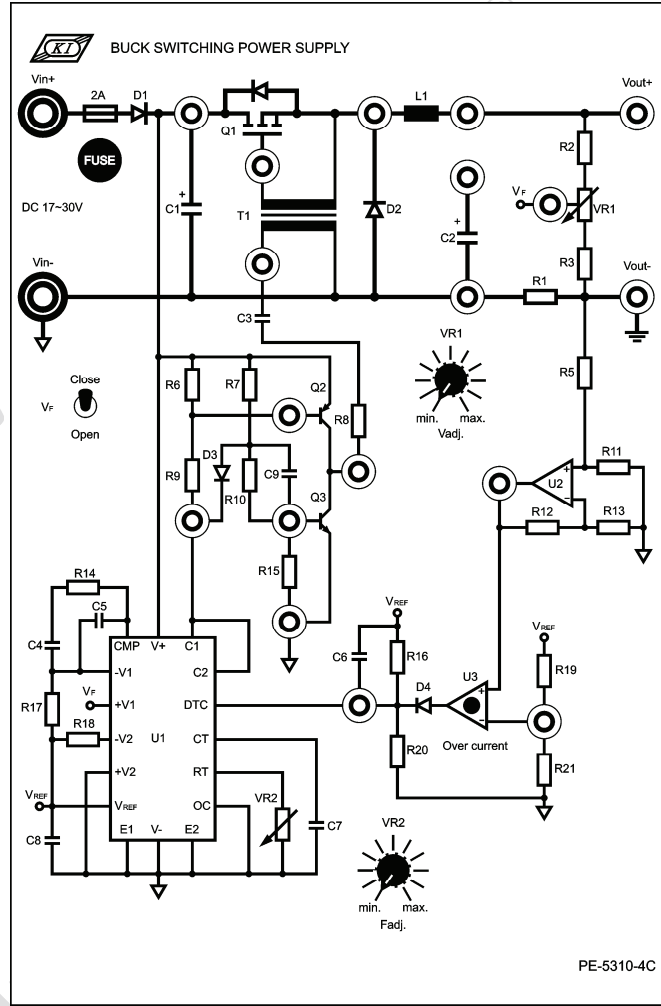 KI
BUCK SWITCHING POWER SUPPLY
Vin+
2A
D1
Q1
L1
Vout+
FUSE
R2
VF
VR1
DC 17~30V
C1
T1
D2
C2
R3
Vin-
R1
Vout-
C3
VR1
min.
max.
Vadj.
R5
Close
VF
Open
R6
R7
Q2
R8
D3
R9
R10
C9
Q3
R15
R11
U2
R12
R13
R14
C5
C4
CMP
V+
C1
-V1
C2
R17
VF
+V1
DTC
R18
-V2
U1
CT
+V2
RT
VREF
VREF
OC
VR2
C7
C8
E1
V-
E2
VREF
C6
R16
D4
U3
Over current
R20
VREF
R19
R21
VR2
min.
max.
Fadj.
PE-5310-4C